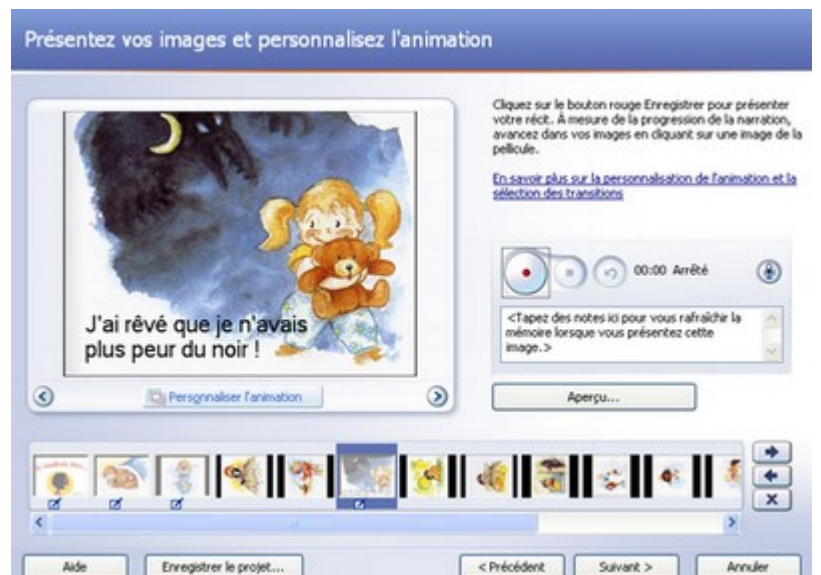 Présentez vos images et personnalisez l'animation
Cliquez sur le bouton rouge Enregistrer pour présenter
votre récit. À mesure de la progression de la narration,
avancez dans vos images en cliquant sur une image de la
pellicule.
En savoir plus sur la personnalisation de l'animation et la
sélection des transitions
J'ai rêvé que je n'avais
plus peur du noir !
00:00 Arrêté
<Tapez des notes ici pour vous rafraîchir la
mémoire lorsque vous présentez cette
image.>
Personnaliser l'animation
Aperçu...
Aide
Enregistrer le projet...
< Précédent
Suivant >
Annuler